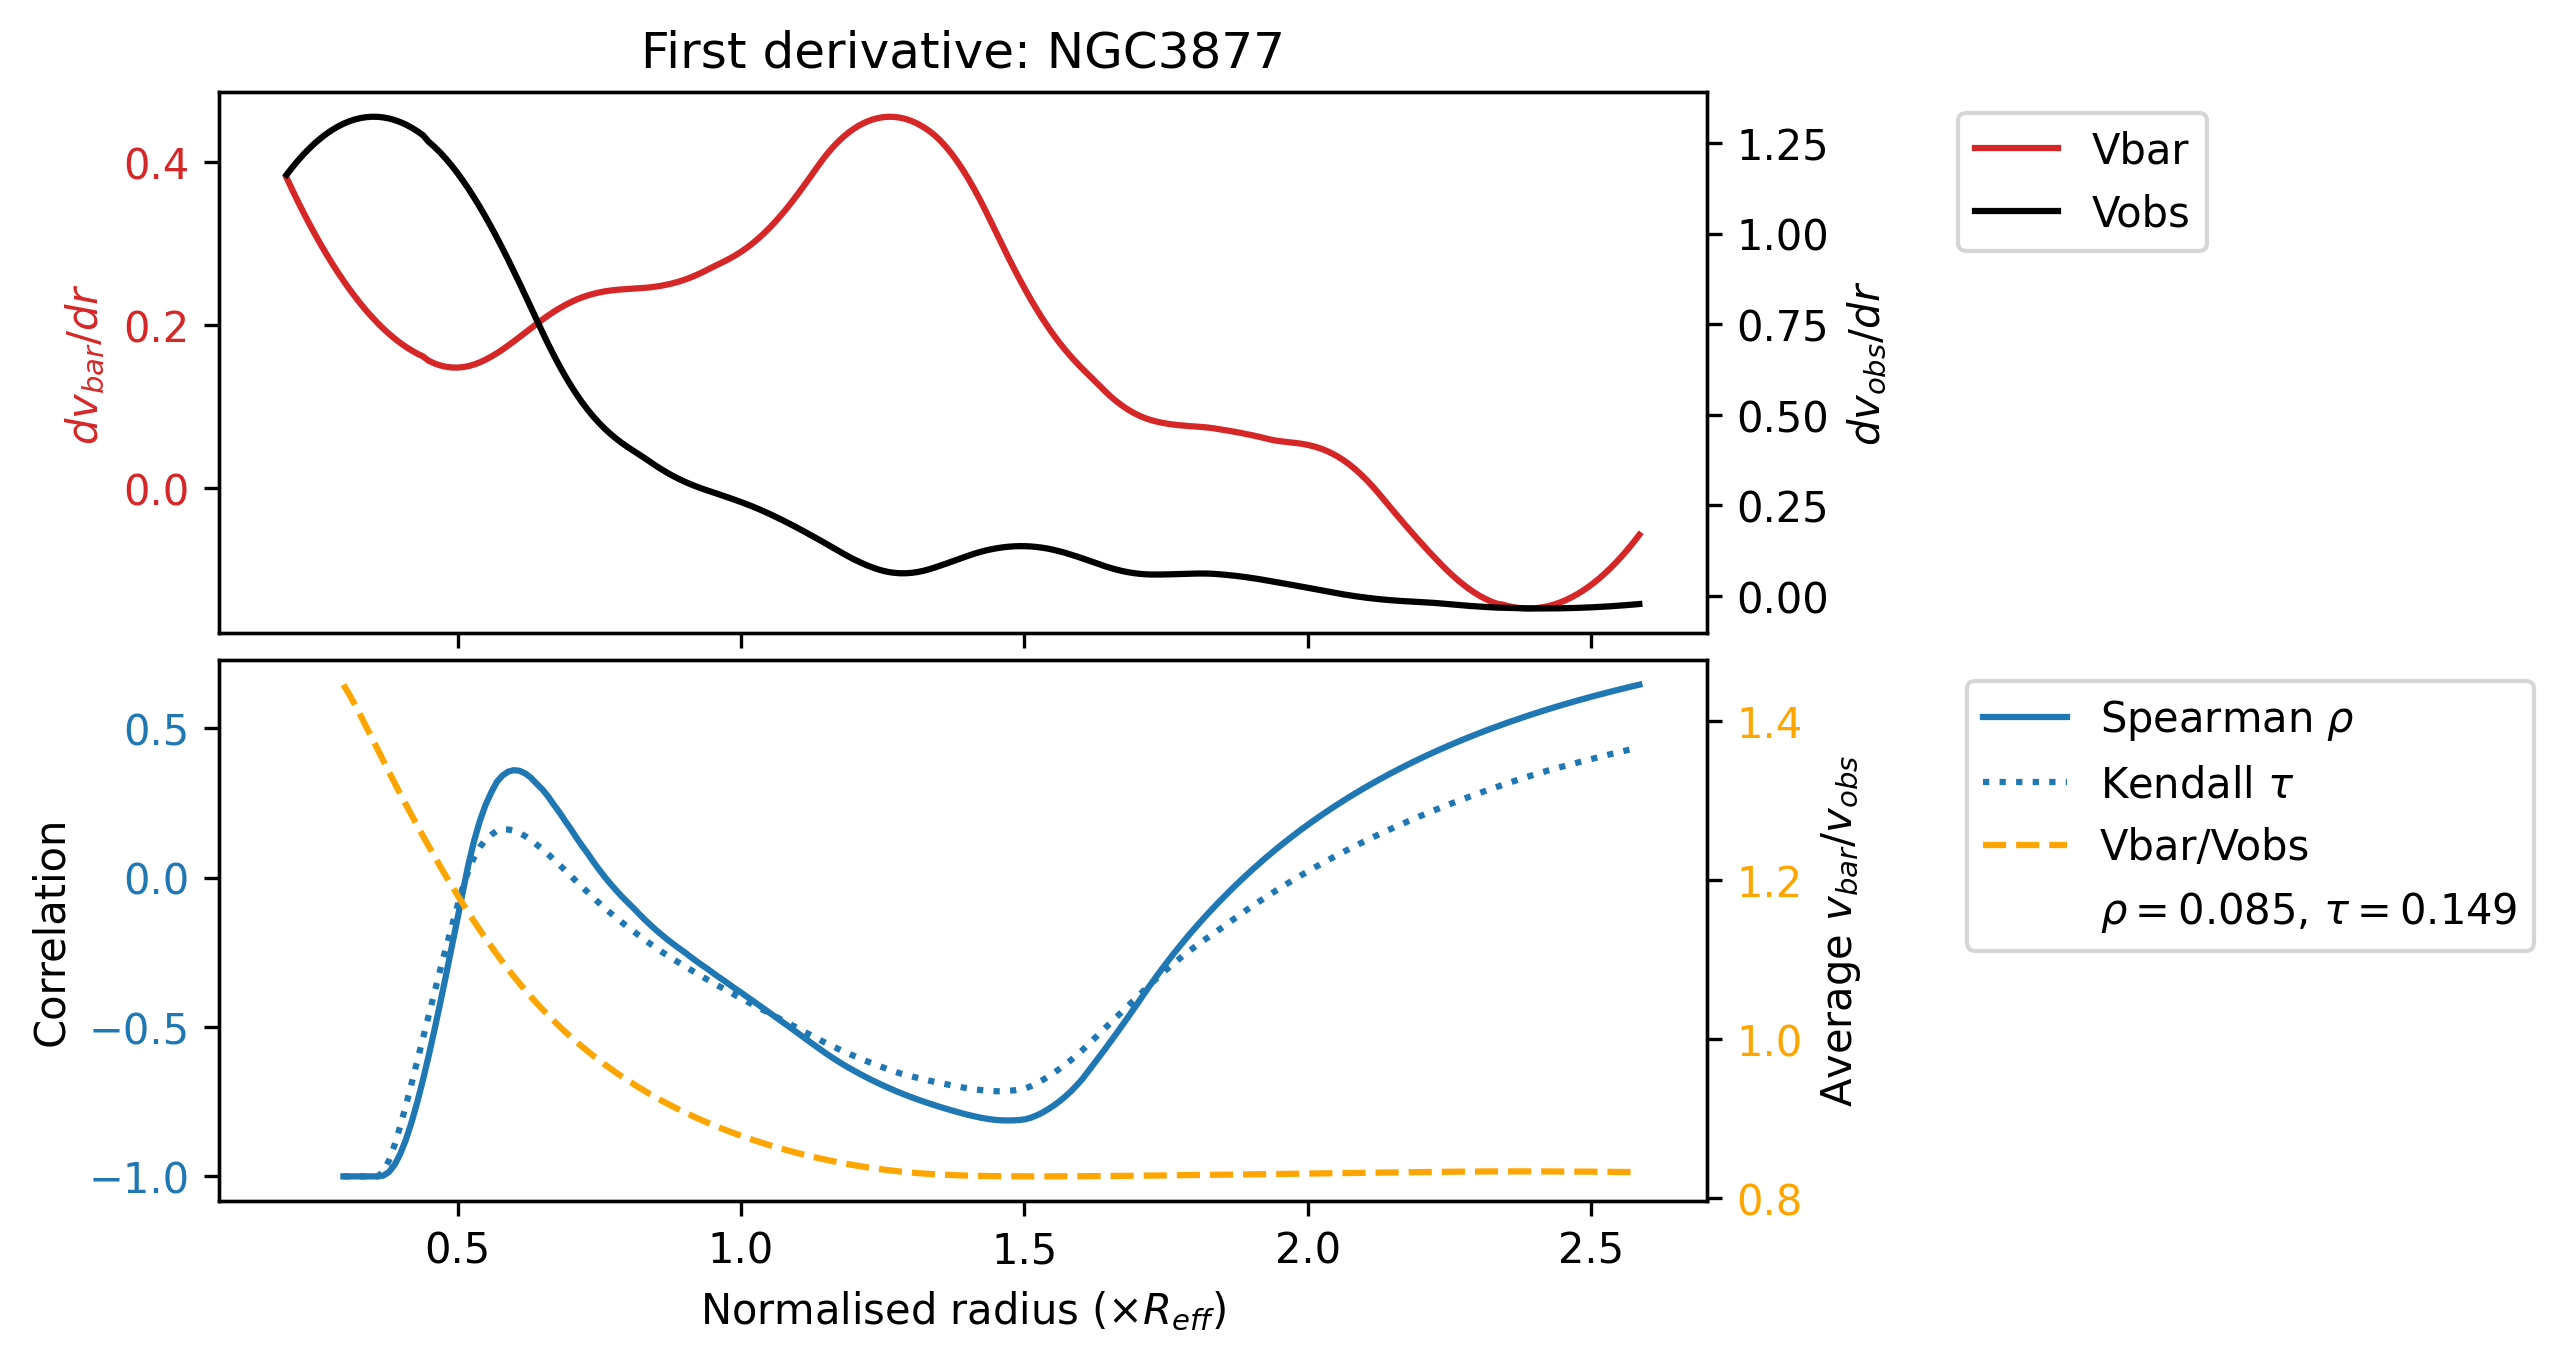 First derivative: NGC3877
dv_bar/dr
0.4
0.2
0.0
1.25
1.00
0.75
0.50
0.25
0.00
dv_obs/dr
Vbar
Vobs
Correlation
0.5
0.0
−0.5
−1.0
1.4
1.2
1.0
0.8
Average v_bar/v_obs
Spearman ρ
Kendall τ
Vbar/Vobs
ρ = 0.085, τ = 0.149
0.5 1.0 1.5 2.0 2.5
Normalised radius (×R_eff)